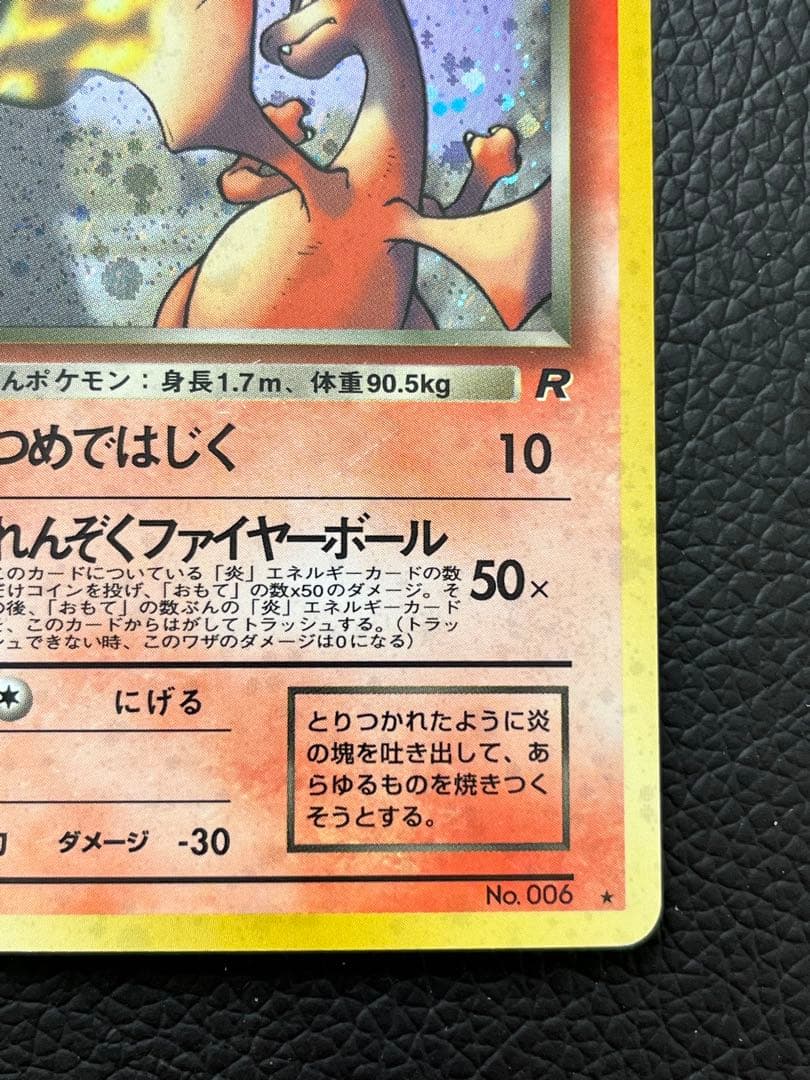 んポケモン：身長1.7m、体重90.5kg R
つめではじく 10
れんぞくファイヤーボール
このカードについている「炎」エネルギーカードの数
だけコインを投げ、「おもて」の数x50のダメージ。そ
の後、「おもて」の数ぶんの「炎」エネルギーカード
を、このカードからはがしてトラッシュする。（トラッ
シュできない時、このワザのダメージは0になる）
50×
にげる
とりつかれたように炎
の塊を吐き出して、あ
らゆるものを焼きつく
そうとする。
ダメージ -30
No. 006 ★